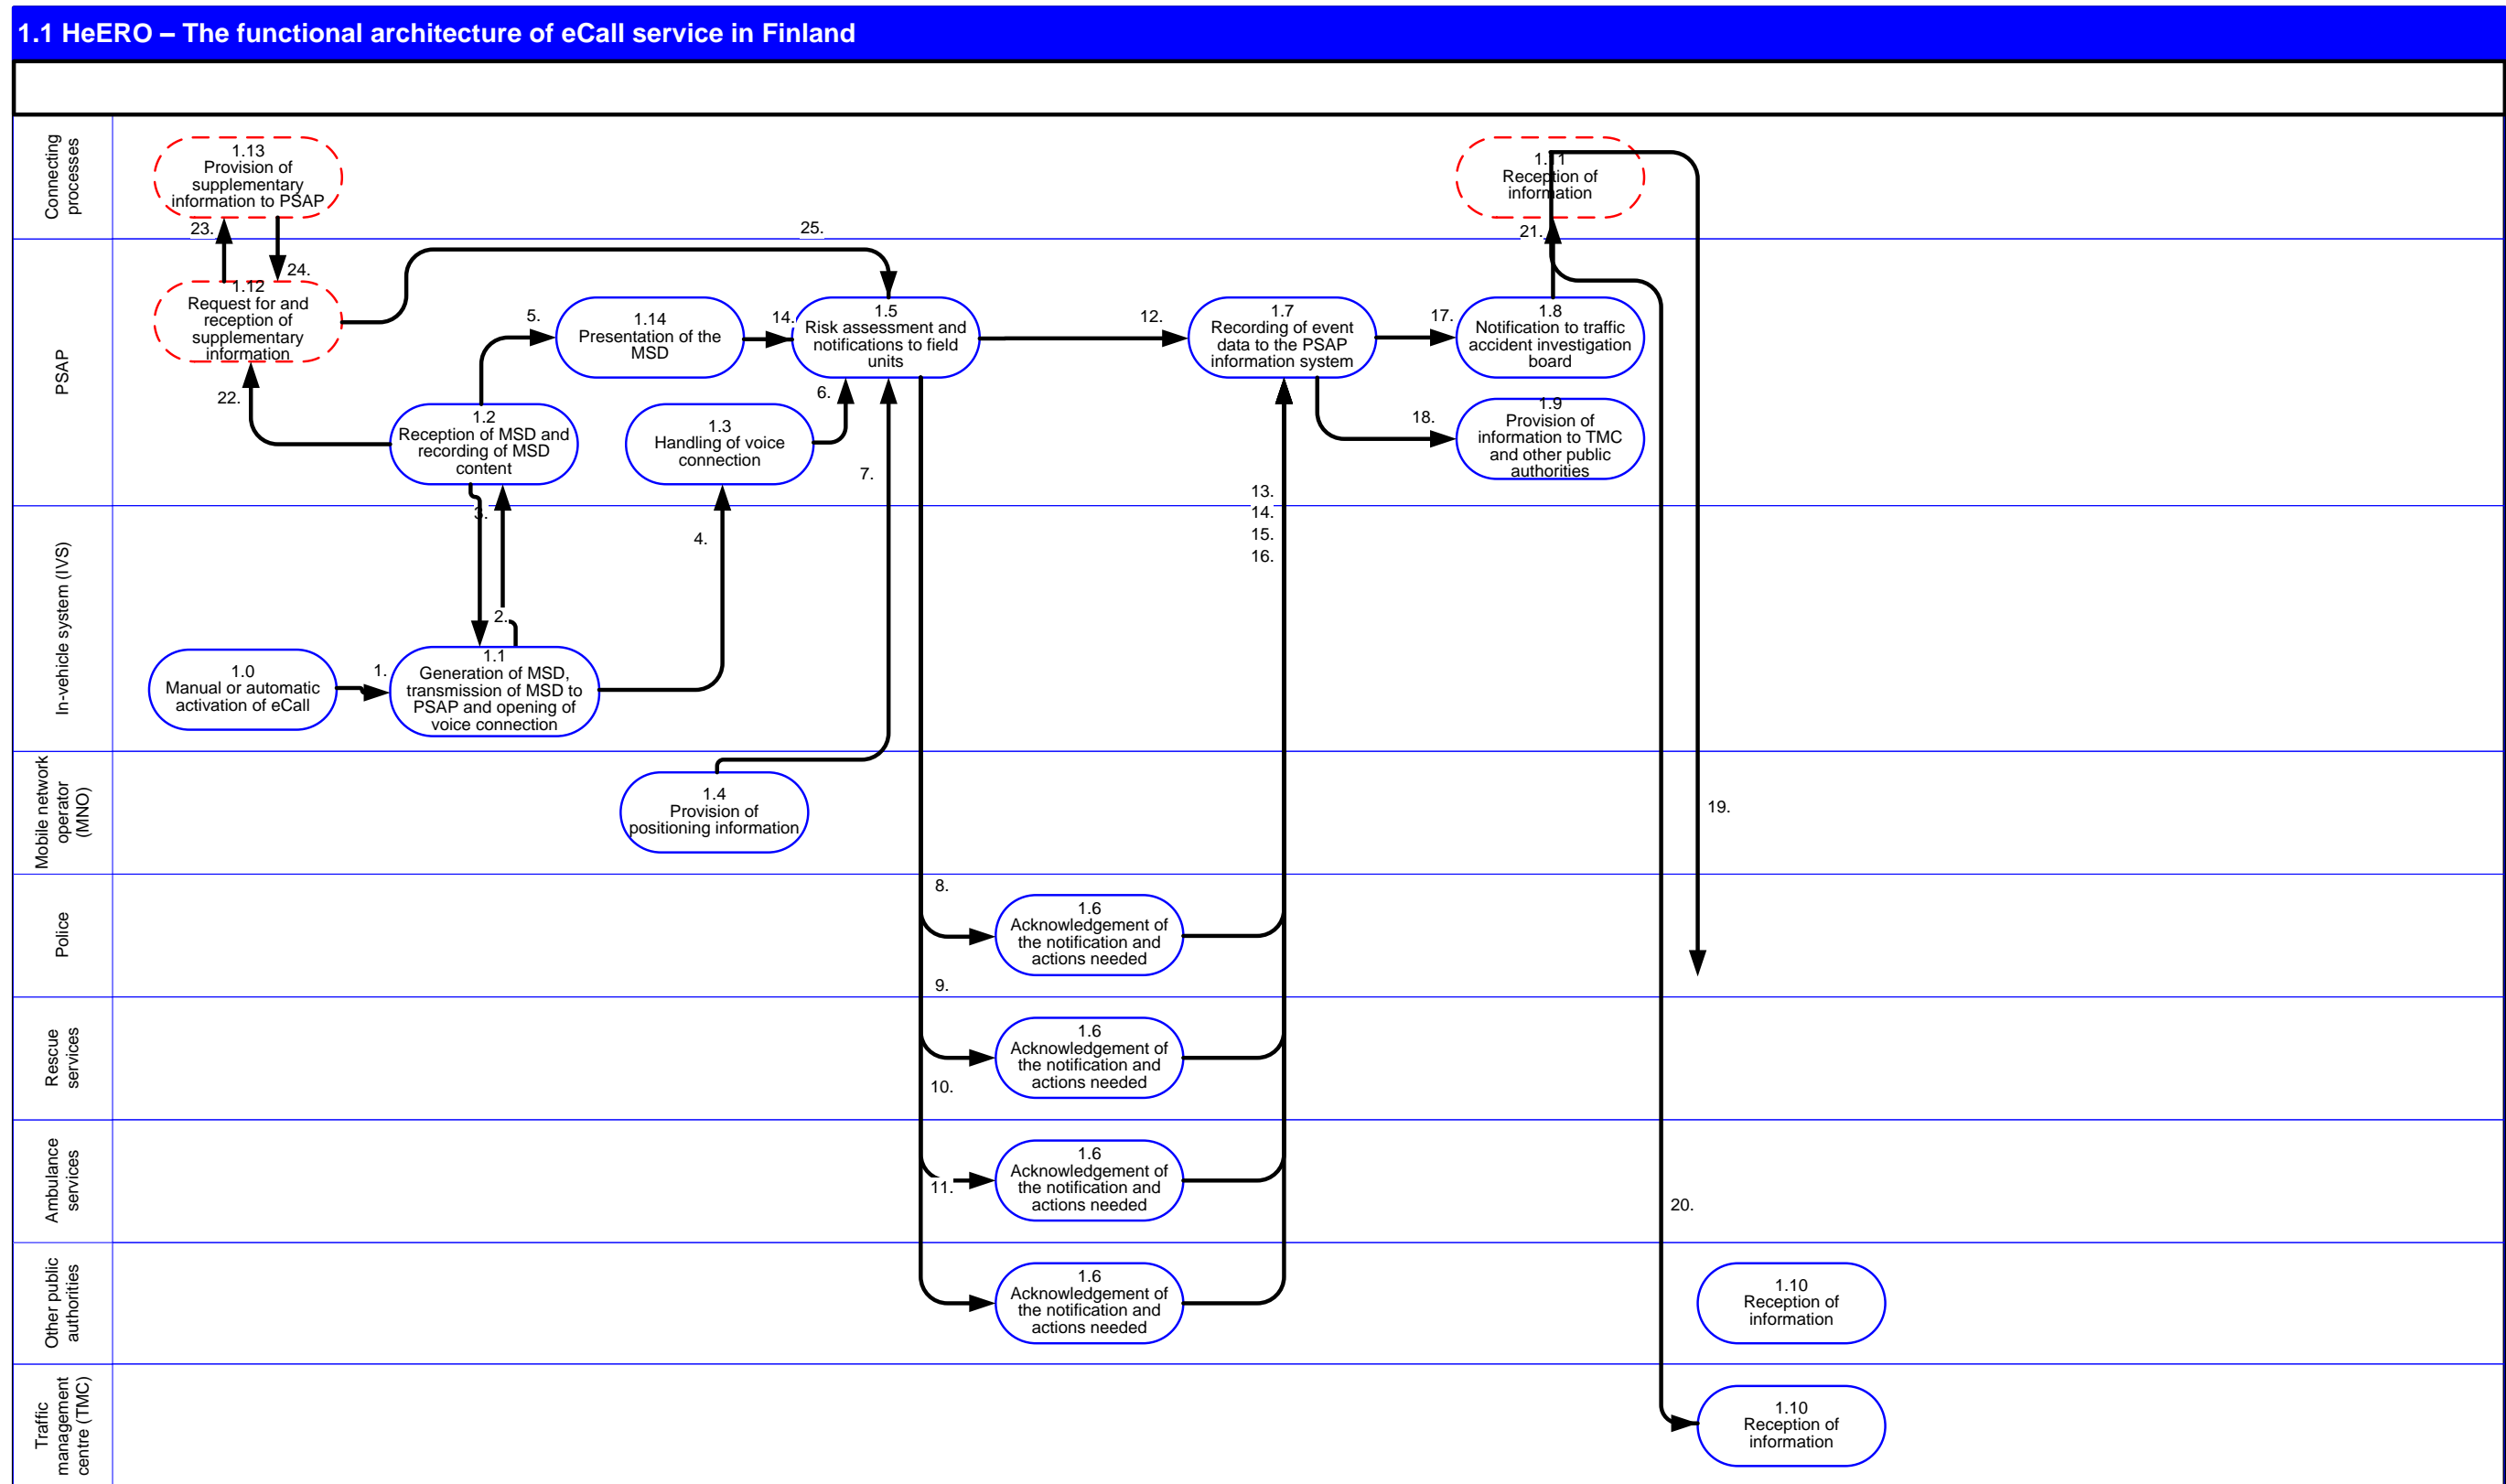 1.1 HeERO – The functional architecture of eCall service in Finland
Connecting
processes
1.13
Provision of
supplementary
information to PSAP
1.11
Reception of
information
23.
24.
25.
21.
PSAP
1.12
Request for and
reception of
supplementary
information
22.
5.
1.14
Presentation of the
MSD
14.
1.5
Risk assessment and
notifications to field
units
12.
1.7
Recording of event
data to the PSAP
information system
17.
1.8
Notification to traffic
accident investigation
board
1.2
Reception of MSD and
recording of MSD
content
1.3
Handling of voice
connection
6.
7.
18.
1.9
Provision of
information to TMC
and other public
authorities
13.
14.
15.
16.
In-vehicle system (IVS)
3.
4.
2.
1.0
Manual or automatic
activation of eCall
1.
1.1
Generation of MSD,
transmission of MSD to
PSAP and opening of
voice connection
Mobile network
operator
(MNO)
1.4
Provision of
positioning information
19.
Police
8.
1.6
Acknowledgement of
the notification and
actions needed
9.
Rescue
services
1.6
Acknowledgement of
the notification and
actions needed
10.
Ambulance
services
1.6
Acknowledgement of
the notification and
actions needed
11.
20.
Other public
authorities
1.6
Acknowledgement of
the notification and
actions needed
1.10
Reception of
information
Traffic
management
centre (TMC)
1.10
Reception of
information